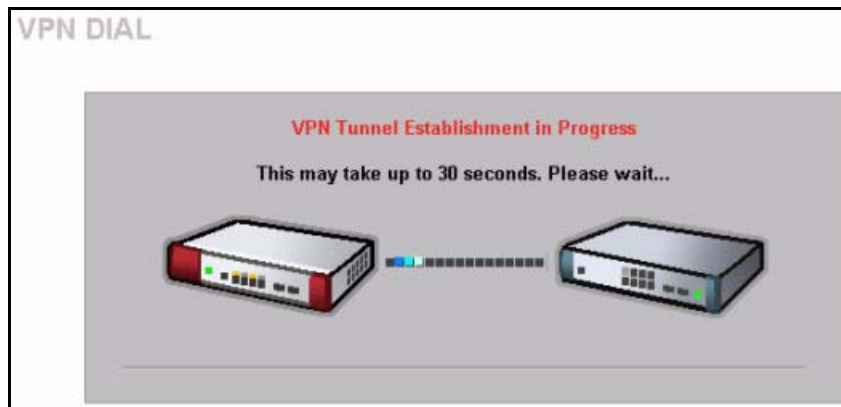 VPN DIAL
VPN Tunnel Establishment in Progress
This may take up to 30 seconds. Please wait...